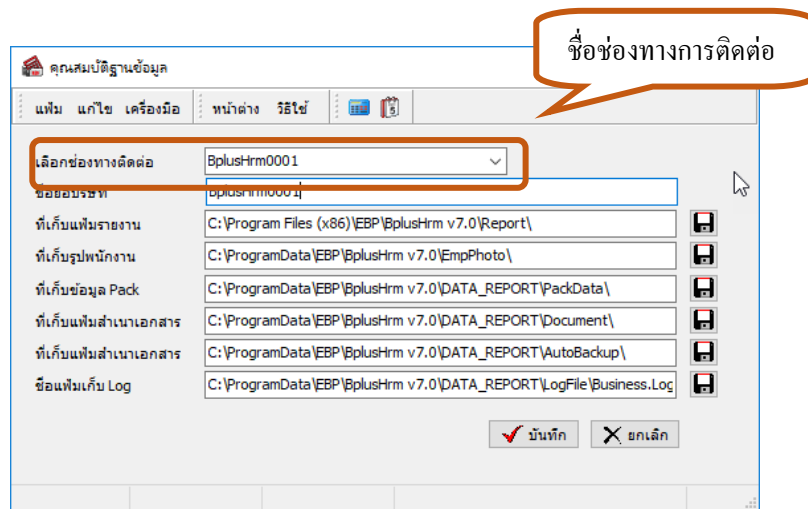 ชื่อช่องทางการติดต่อ
คุณสมบัติฐานข้อมูล
แฟ้ม แก้ไข เครื่องมือ หน้าต่าง วิธีใช้
เลือกช่องทางติดต่อ BplusHrm0001
ชื่อย่อบริษัท BplusHrm0001
ที่เก็บแฟ้มรายงาน C:\Program Files (x86)\EBP\BplusHrm v7.0\Report\
ที่เก็บรูปพนักงาน C:\ProgramData\EBP\BplusHrm v7.0\EmpPhoto\
ที่เก็บข้อมูล Pack C:\ProgramData\EBP\BplusHrm v7.0\DATA_REPORT\PackData\
ที่เก็บแฟ้มสำเนาเอกสาร C:\ProgramData\EBP\BplusHrm v7.0\DATA_REPORT\Document\
ที่เก็บแฟ้มสำเนาเอกสาร C:\ProgramData\EBP\BplusHrm v7.0\DATA_REPORT\AutoBackup\
ชื่อแฟ้มเก็บ Log C:\ProgramData\EBP\BplusHrm v7.0\DATA_REPORT\LogFile\Business.Log
บันทึก ยกเลิก